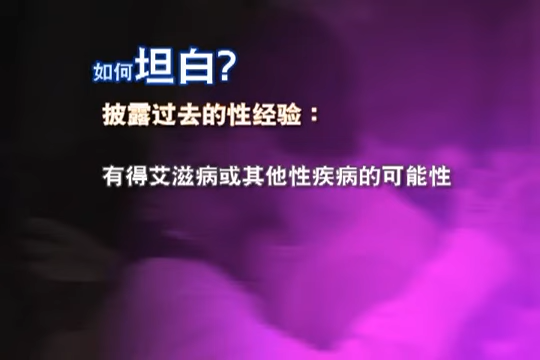 如何坦白?
披露过去的性经验：
有得艾滋病或其他性疾病的可能性